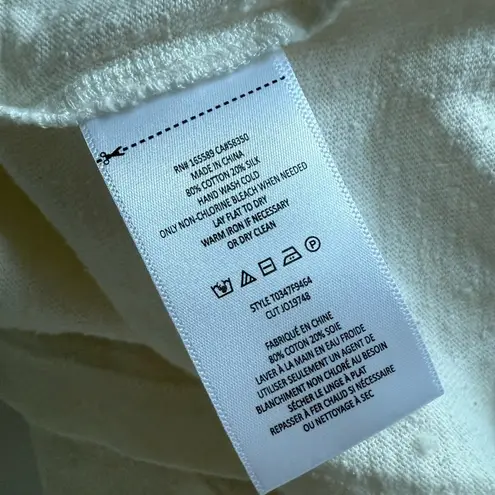 RN# 165589 CA#58350
MADE IN CHINA
80% COTTON 20% SILK
HAND WASH COLD
ONLY NON-CHLORINE BLEACH WHEN NEEDED
LAY FLAT TO DRY
WARM IRON IF NECESSARY
OR DRY CLEAN
P
STYLE T0347F9464
CUT JO19748
FABRIQUÉ EN CHINE
80% COTON 20% SOIE
LAVER À LA MAIN EN EAU FROIDE
UTILISER SEULEMENT UN AGENT DE
BLANCHIMENT NON CHLORÉ AU BESOIN
SÉCHER LE LINGE À PLAT
REPASSER À FER CHAUD SI NÉCESSAIRE
OU NETTOYAGE À SEC